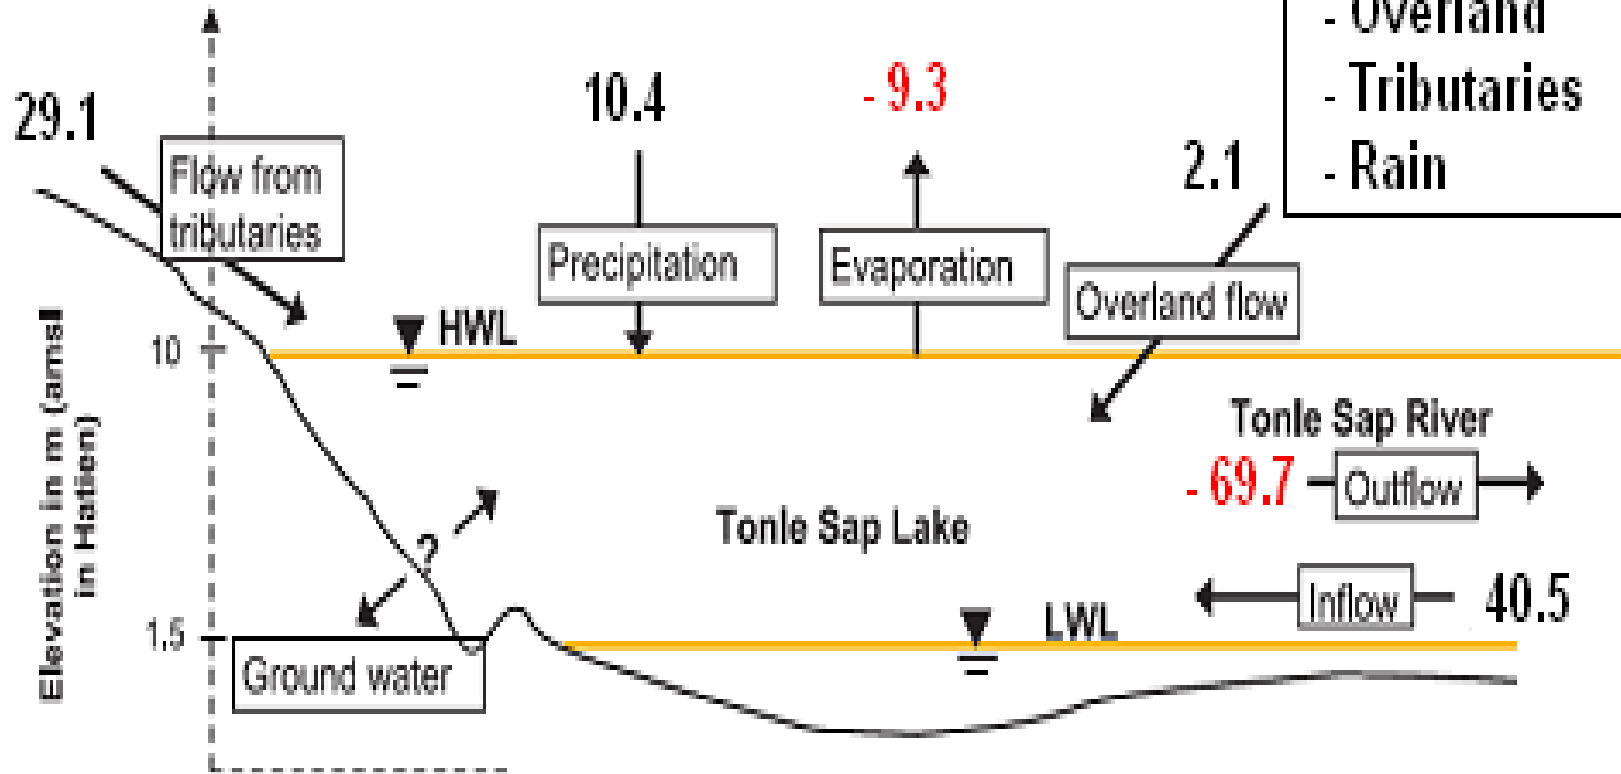 - Overland
- Tributaries
- Rain
29.1
10.4
- 9.3
2.1
Flow from
tributaries
Precipitation
Evaporation
Overland flow
HWL
10
Elevation in m (amsl
in Hatien)
Tonle Sap River
- 69.7
Outflow
Tonle Sap Lake
?
Inflow
40.5
1.5
LWL
Ground water